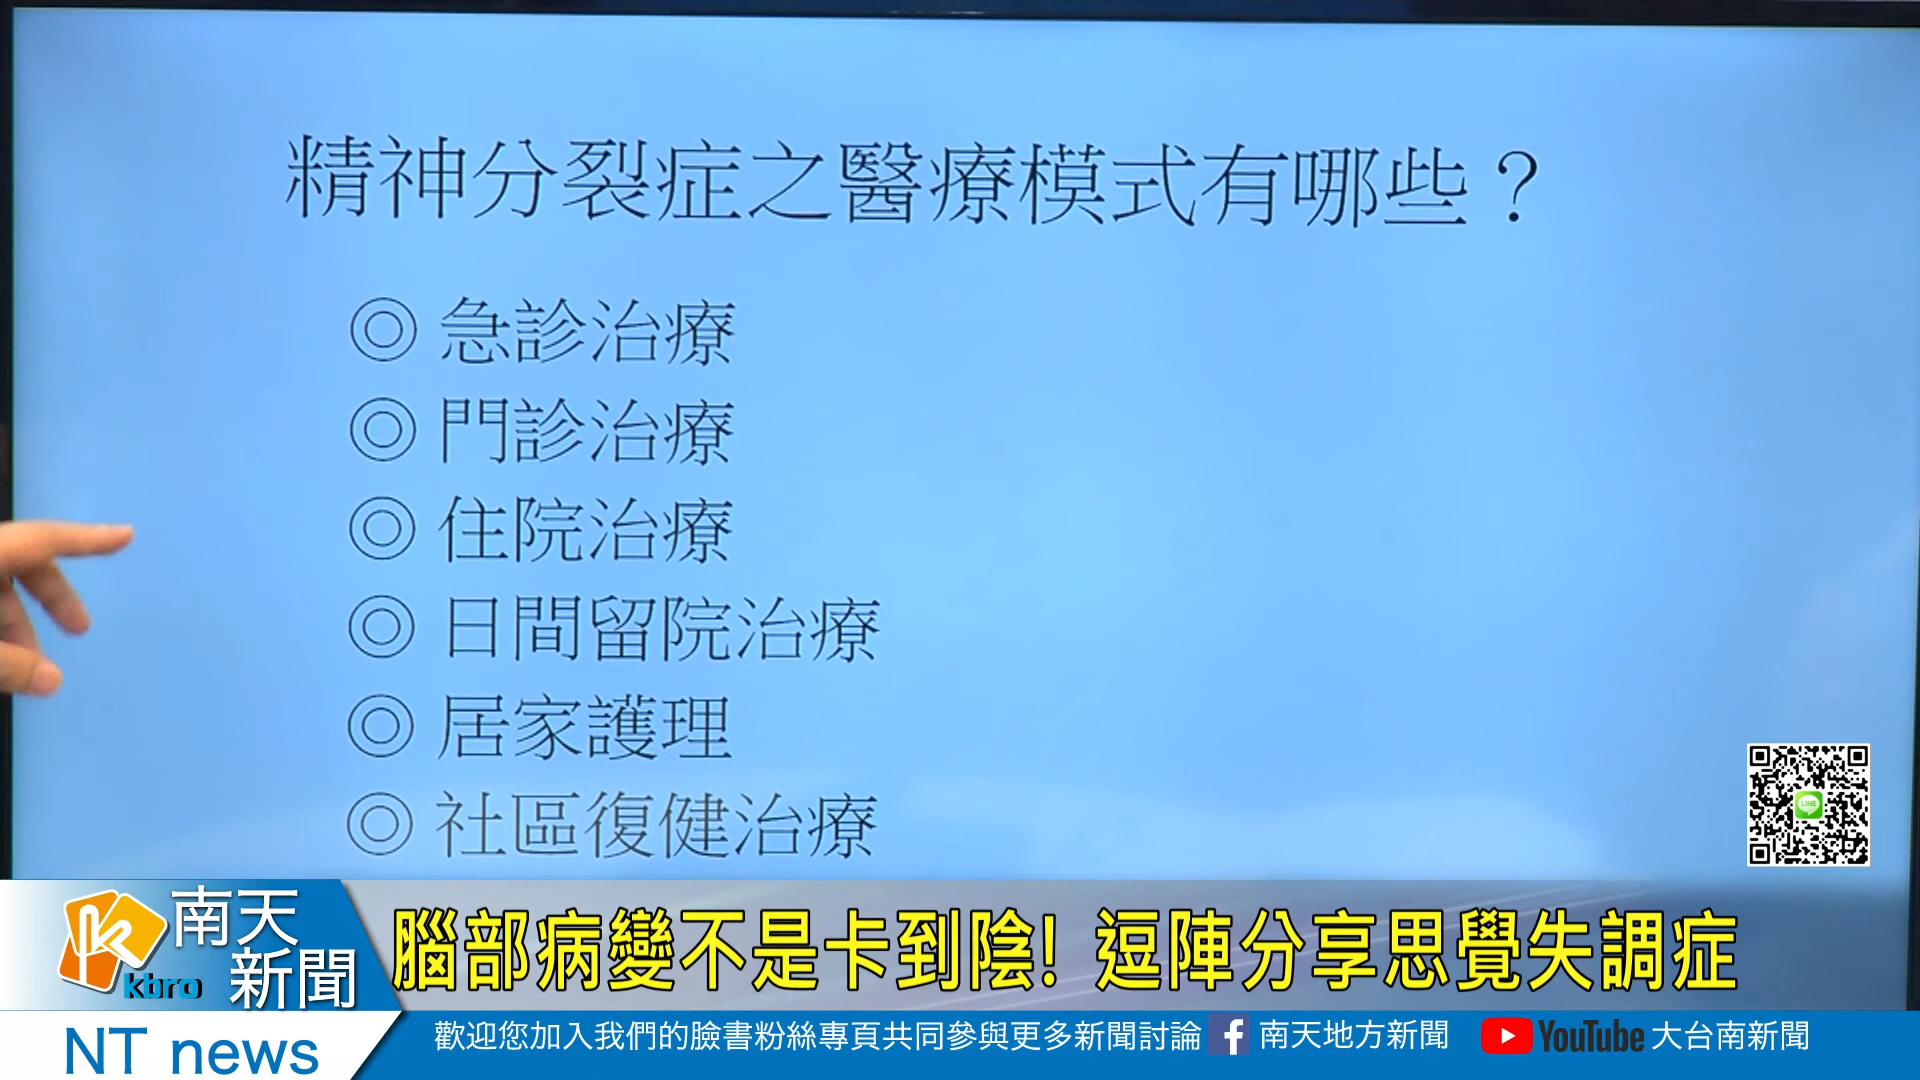 精神分裂症之醫療模式有哪些？
◎ 急診治療
◎ 門診治療
◎ 住院治療
◎ 日間留院治療
◎ 居家護理
◎ 社區復健治療
LINE
南天
新聞
kbro
腦部病變不是卡到陰! 逗陣分享思覺失調症
NT news
歡迎您加入我們的臉書粉絲專頁共同參與更多新聞討論 f 南天地方新聞 YouTube 大台南新聞